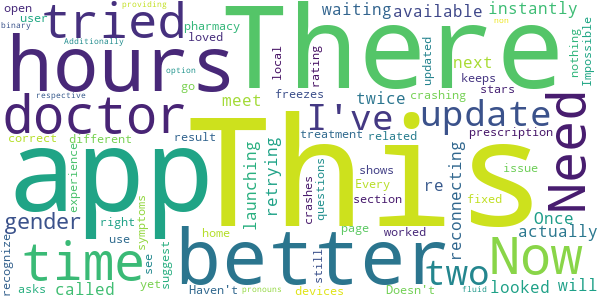 open
user
providing
non
binary
tried
pharmacy
waiting
available
instantly
There
Additionally
loved
go
hours
local
rating
updated
next
nothing
Impossible
option
meet
freezes
twice
keeps
crashing
stars
respective
doctor
I've
update
Need
correct
different
result
treatment
related
prescription
This
app
experience
launching
retrying
crashes
questions
shows
Every
section
re
reconnecting
issue
fixed
right
Once
gender
home
page
worked
actually
use
symptoms
see
suggest
still
better
Now
recognize
time
yet
two
looked
will
asks
called
Haven't
pronouns
devices
Doesn't
fluid